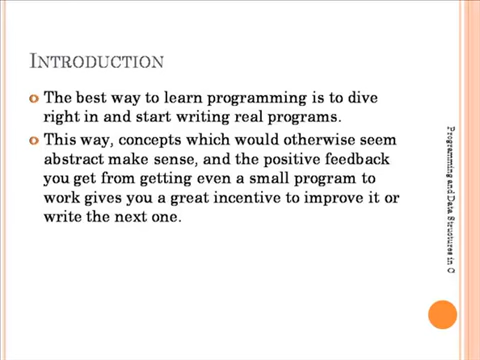 INTRODUCTION
The best way to learn programming is to dive
right in and start writing real programs.
This way, concepts which would otherwise seem
abstract make sense, and the positive feedback
you get from getting even a small program to
work gives you a great incentive to improve it or
write the next one.
Programming and Data Structures in C